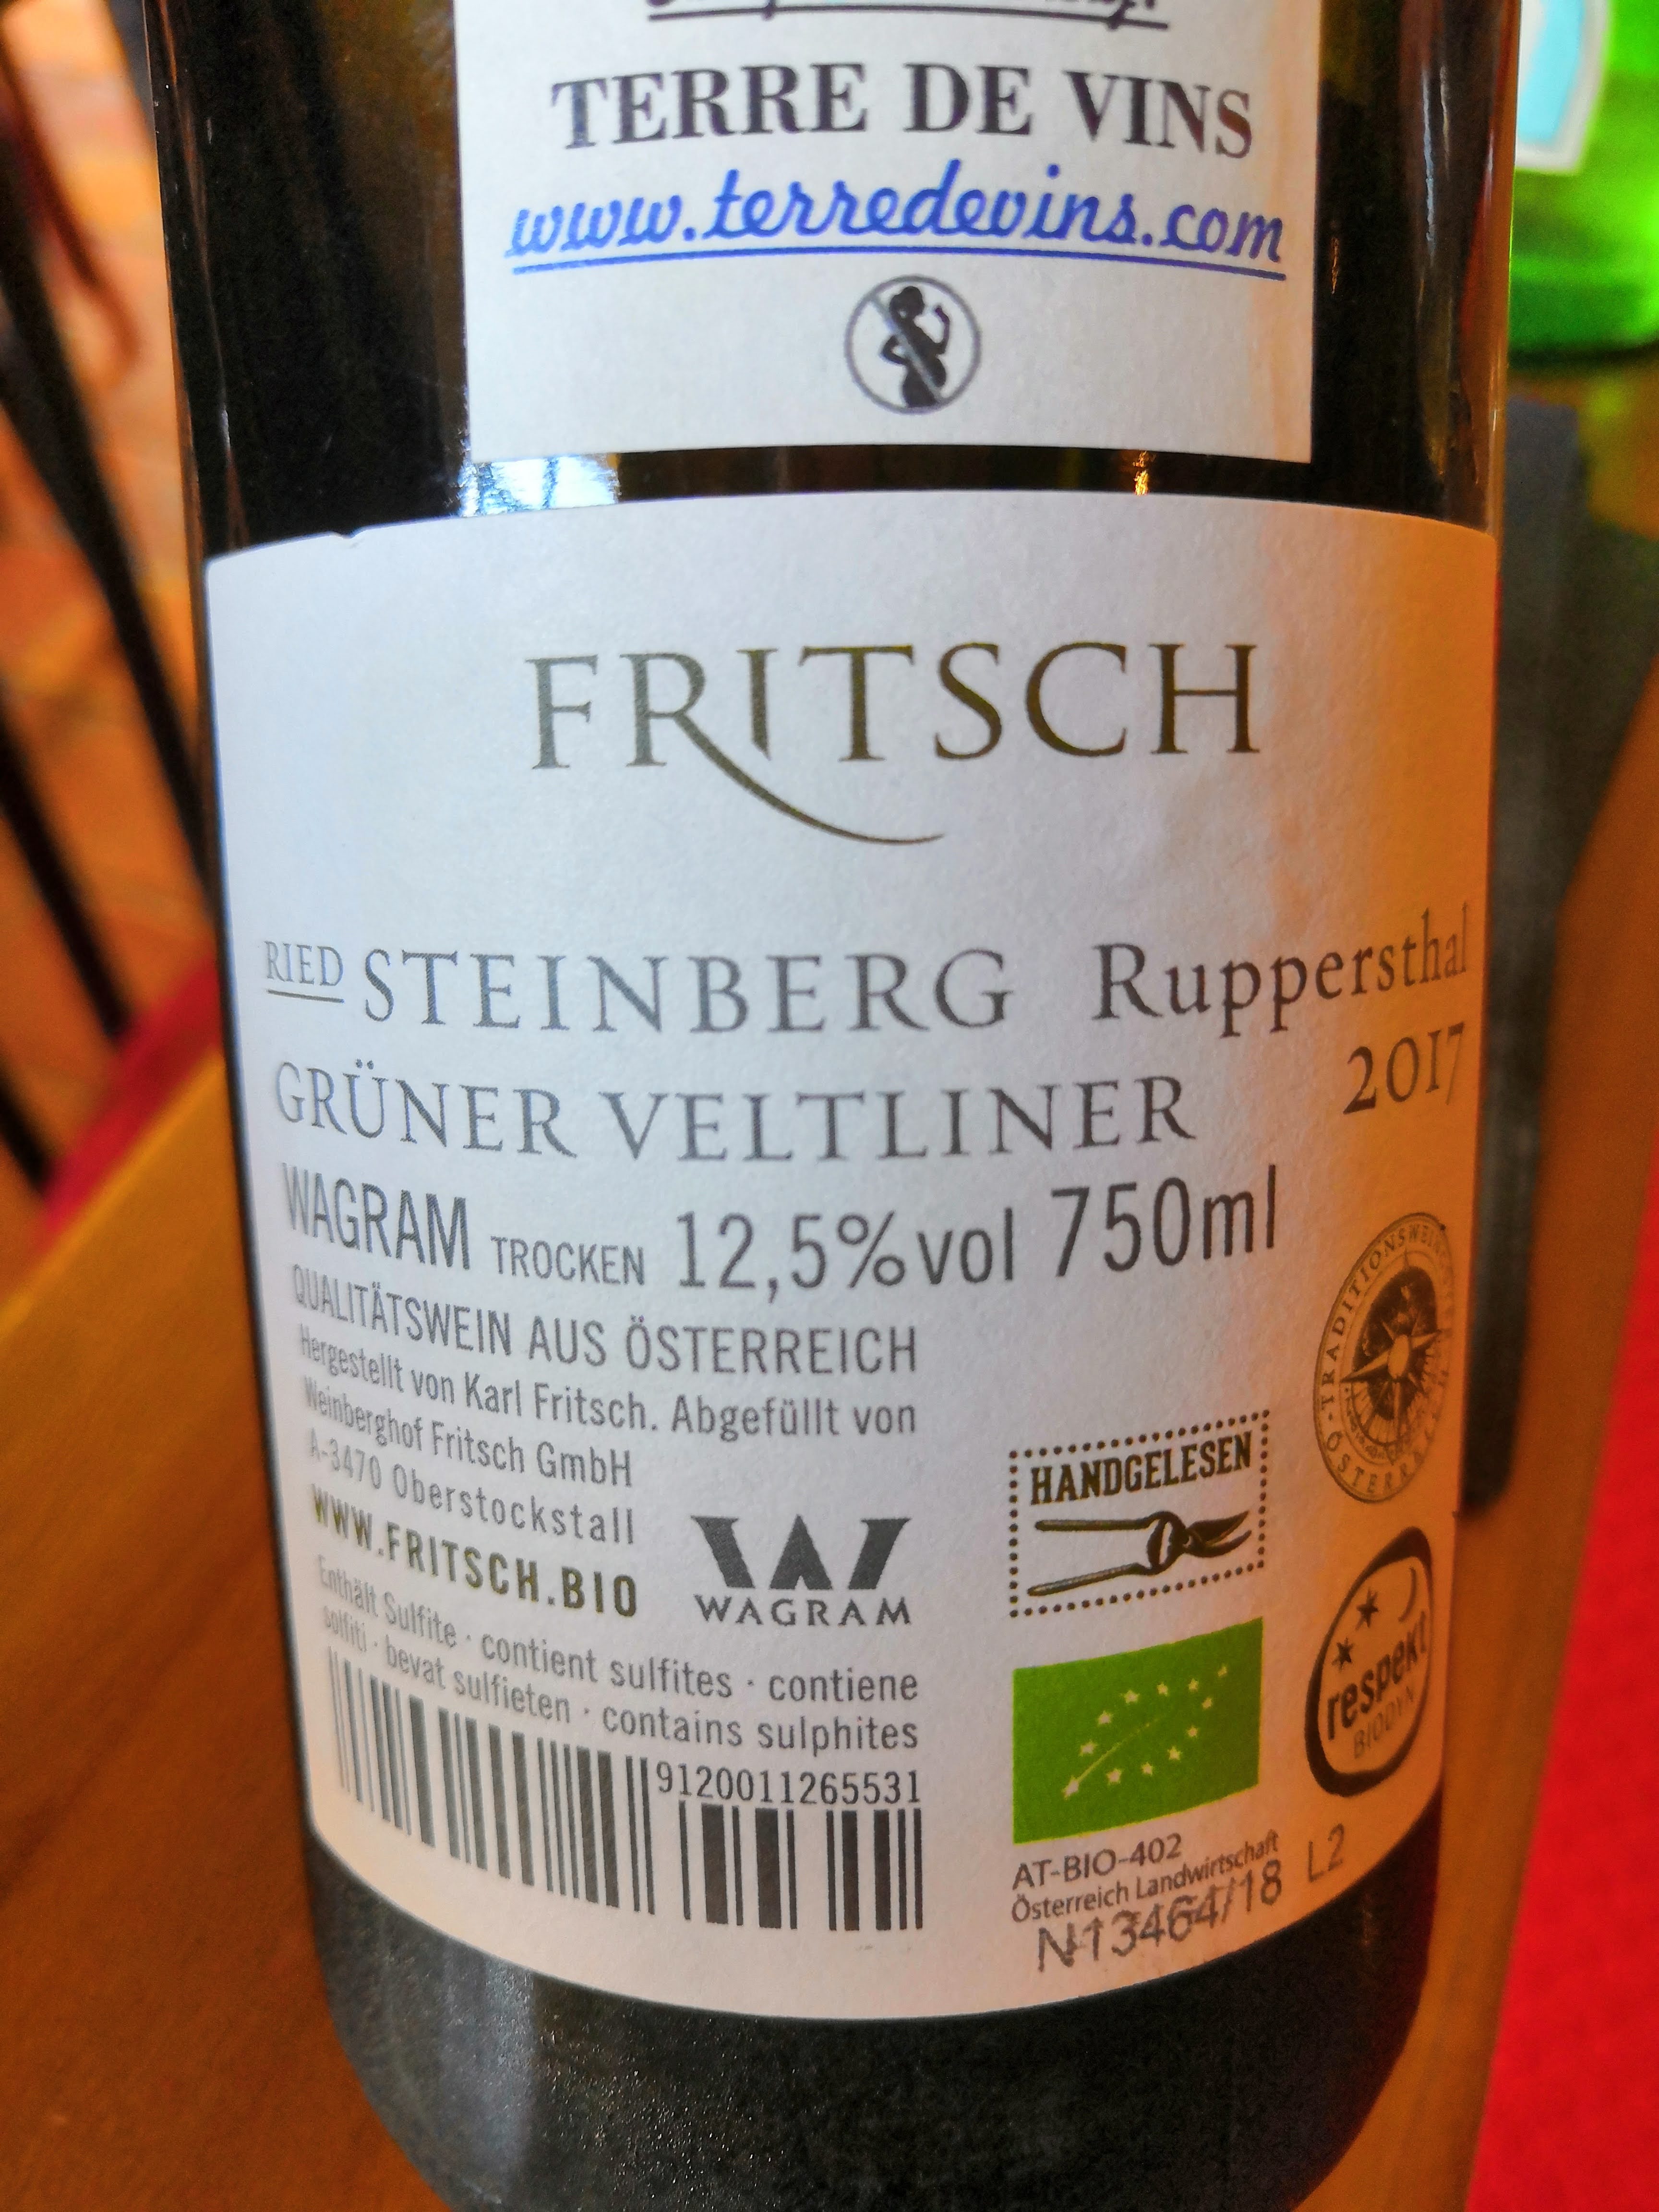 TERRE DE VINS
www.terredevins.com
FRITSCH
RIED STEINBERG Ruppersthal
GRÜNER VELTLINER 2017
WAGRAM TROCKEN 12,5%vol 750ml
QUALITÄTSWEIN AUS ÖSTERREICH
Hergestellt von Karl Fritsch. Abgefüllt von
Weinberghof Fritsch GmbH
A-3470 Oberstockstall
WWW.FRITSCH.BIO
WAGRAM
Enthält Sulfite · contient sulfites · contiene
solfiti · bevat sulfieten · contains sulphites
9120011265531
HANDGELESEN
respekt
BIODYN
AT-BIO-402
Österreich Landwirtschaft
N13464/18 L2